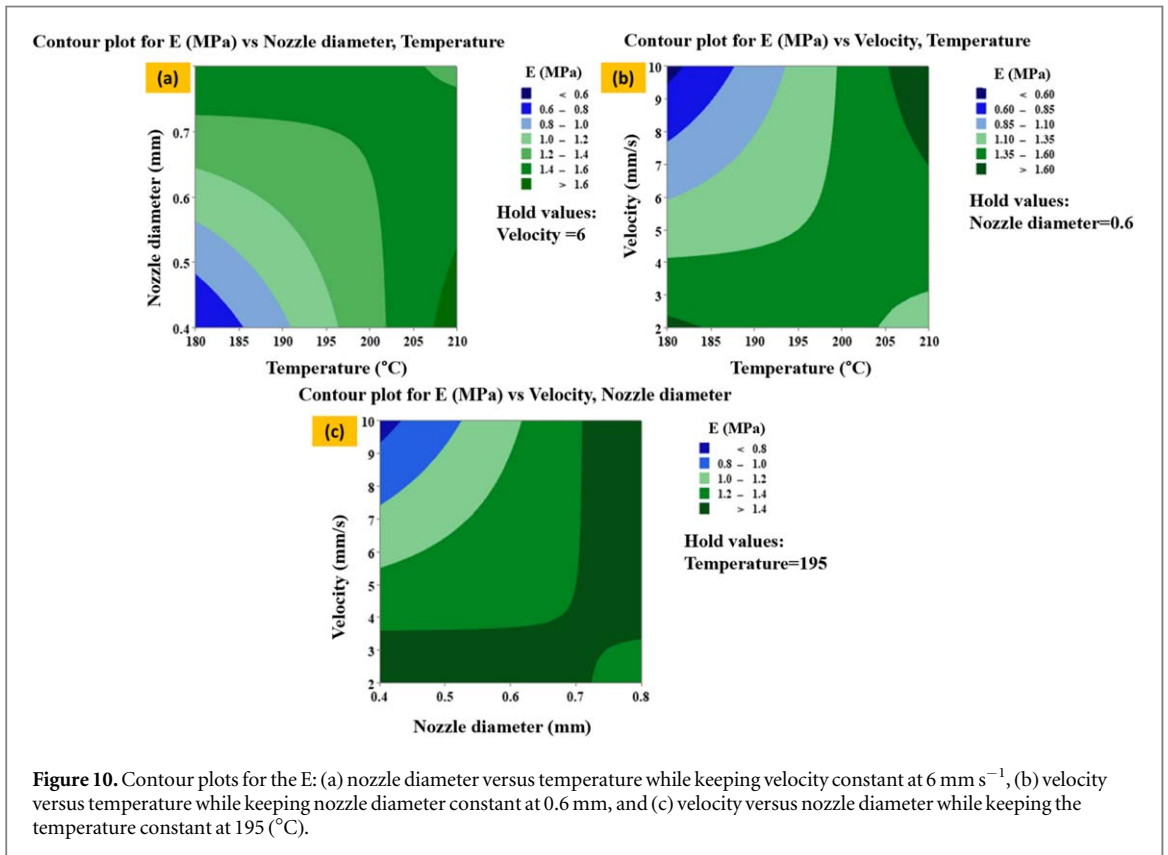 Contour plot for E (MPa) vs Nozzle diameter, Temperature
(a)
Nozzle diameter (mm)
0.7
0.6
0.5
0.4
180 185 190 195 200 205 210
Temperature (°C)
E (MPa)
< 0.6
0.6 – 0.8
0.8 – 1.0
1.0 – 1.2
1.2 – 1.4
1.4 – 1.6
> 1.6
Hold values:
Velocity =6
Contour plot for E (MPa) vs Velocity, Temperature
(b)
Velocity (mm/s)
10
9
8
7
6
5
4
3
2
180 185 190 195 200 205 210
Temperature (°C)
E (MPa)
< 0.60
0.60 – 0.85
0.85 – 1.10
1.10 – 1.35
1.35 – 1.60
> 1.60
Hold values:
Nozzle diameter=0.6
Contour plot for E (MPa) vs Velocity, Nozzle diameter
(c)
Velocity (mm/s)
10
9
8
7
6
5
4
3
2
0.4 0.5 0.6 0.7 0.8
Nozzle diameter (mm)
E (MPa)
< 0.8
0.8 – 1.0
1.0 – 1.2
1.2 – 1.4
> 1.4
Hold values:
Temperature=195
Figure 10. Contour plots for the E: (a) nozzle diameter versus temperature while keeping velocity constant at 6 mm s⁻¹, (b) velocity
versus temperature while keeping nozzle diameter constant at 0.6 mm, and (c) velocity versus nozzle diameter while keeping the
temperature constant at 195 (°C).